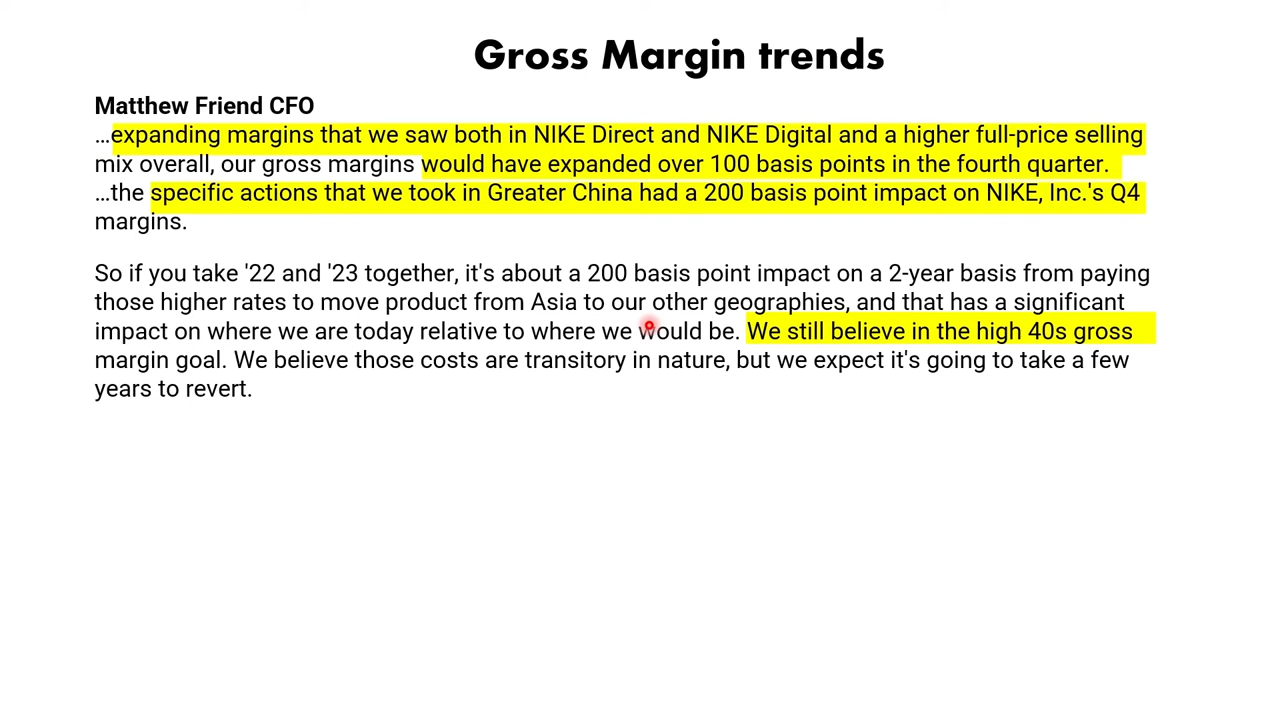 Gross Margin trends
Matthew Friend CFO
…expanding margins that we saw both in NIKE Direct and NIKE Digital and a higher full-price selling
mix overall, our gross margins would have expanded over 100 basis points in the fourth quarter.
…the specific actions that we took in Greater China had a 200 basis point impact on NIKE, Inc.'s Q4
margins.
So if you take '22 and '23 together, it's about a 200 basis point impact on a 2-year basis from paying
those higher rates to move product from Asia to our other geographies, and that has a significant
impact on where we are today relative to where we would be. We still believe in the high 40s gross
margin goal. We believe those costs are transitory in nature, but we expect it's going to take a few
years to revert.